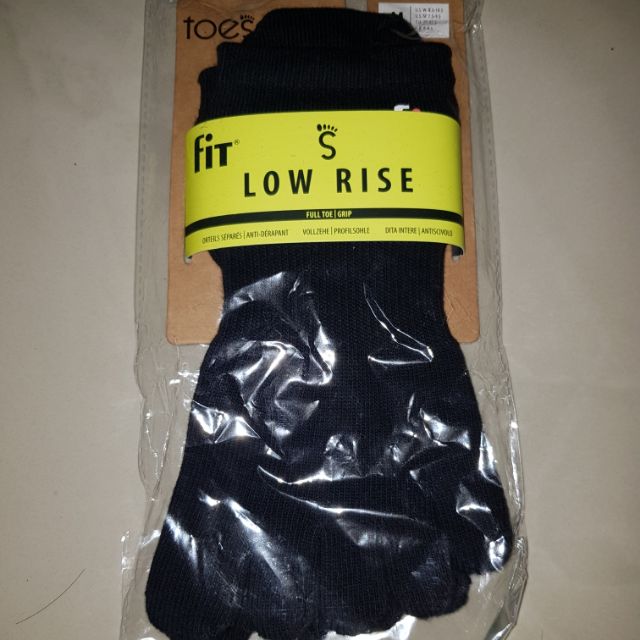 toes
fit®
S
LOW RISE
FULL TOE | GRIP
ORTEILS SÉPARÉS | ANTI-DÉRAPANT VOLLZEHE | PROFILSOHLE DITA INTERE | ANTISCIVOLO